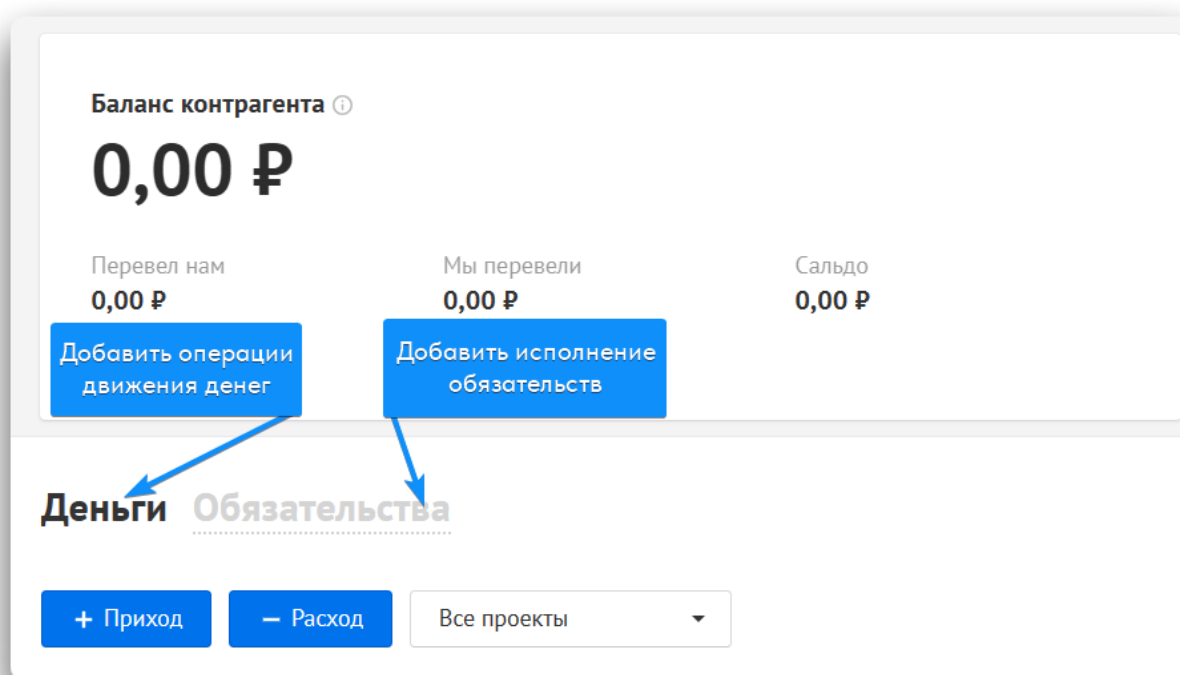 Баланс контрагента
0,00 ₽
Перевел нам
Мы перевели
Сальдо
0,00 ₽
0,00 ₽
0,00 ₽
Добавить операции
движения денег
Добавить исполнение
обязательств
Деньги Обязательства
+ Приход
− Расход
Все проекты